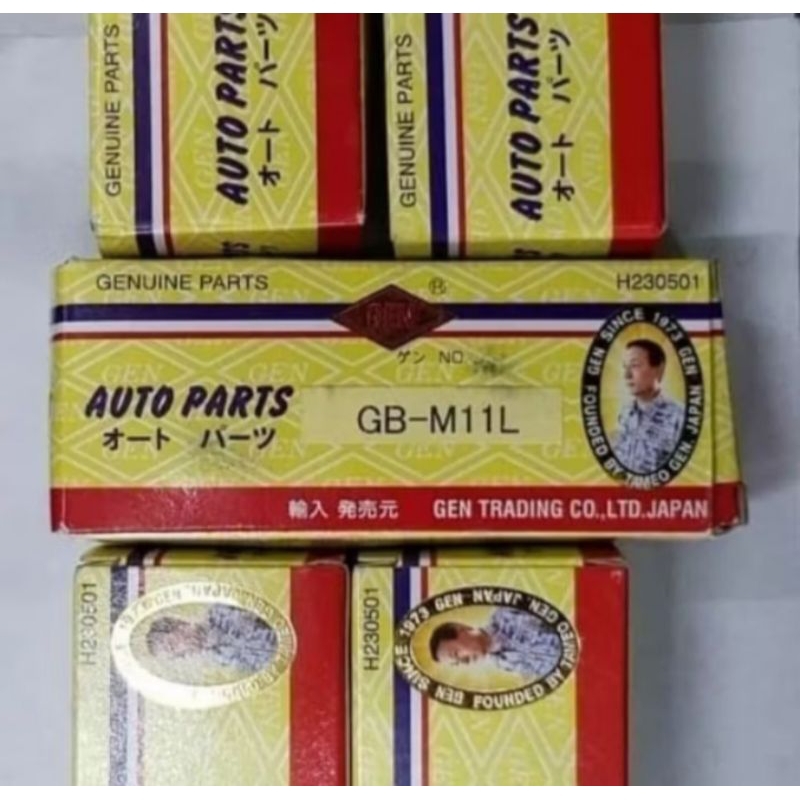 GENUINE PARTS
AUTO PARTS
オート パーツ
GENUINE PARTS
AUTO PARTS
オート パーツ
GENUINE PARTS
H230501
GEN
®
ゲン NO.
AUTO PARTS
オート パーツ
GB-M11L
GEN SINCE 1973 GEN
FOUNDED BY TAMEO GEN. JAPAN
輸入 発売元 GEN TRADING CO.,LTD.JAPAN
H230501
H230501
GEN SINCE 1973 GEN
FOUNDED BY TAMEO GEN. JAPAN